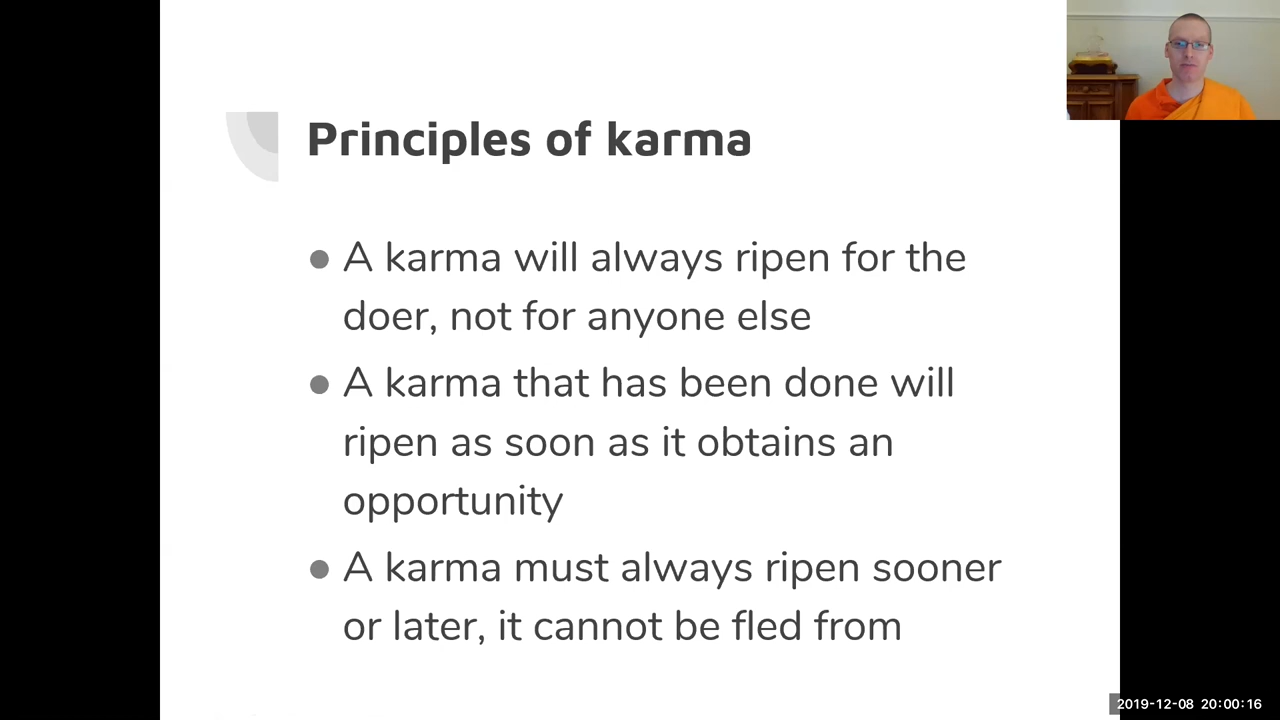 Principles of karma
● A karma will always ripen for the
doer, not for anyone else
● A karma that has been done will
ripen as soon as it obtains an
opportunity
● A karma must always ripen sooner
or later, it cannot be fled from
2019-12-08 20:00:16